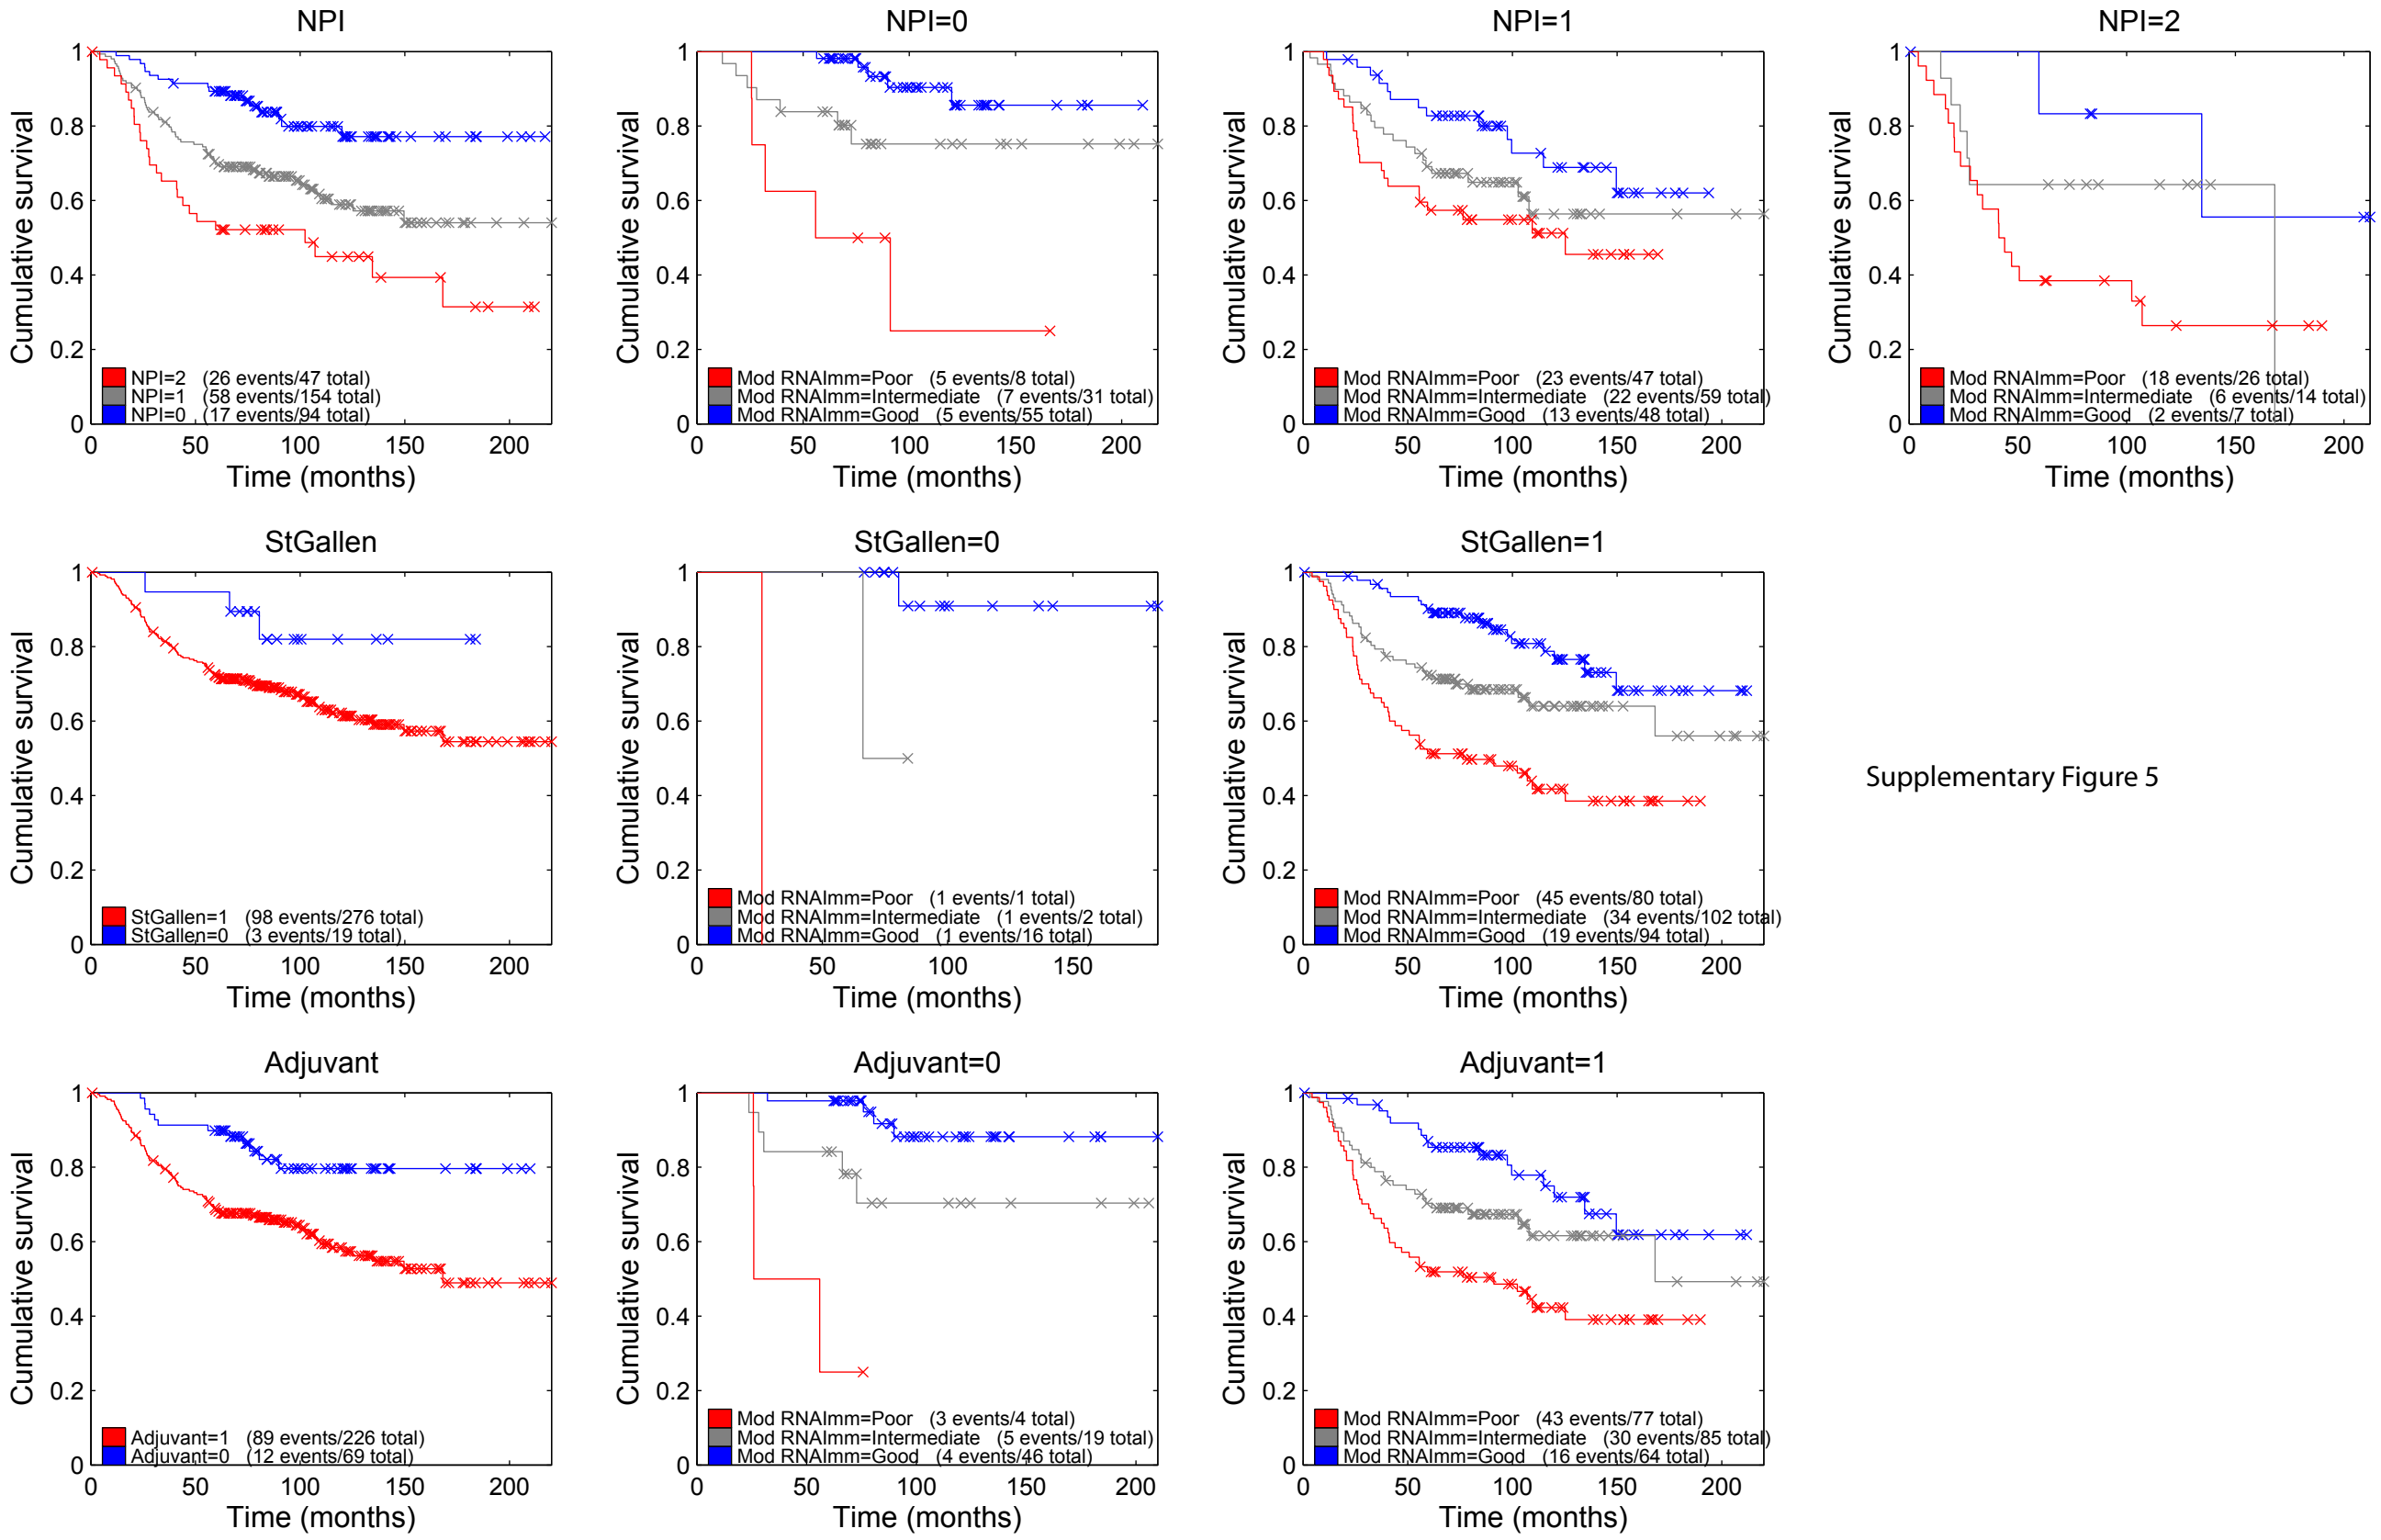 NPI
Cumulative survival
1
0.8
0.6
0.4
0.2
0
NPI=2 (26 events/47 total)
NPI=1 (58 events/154 total)
NPI=0 (17 events/94 total)
0 50 100 150 200
Time (months)
NPI=0
Cumulative survival
1
0.8
0.6
0.4
0.2
0
Mod RNAImm=Poor (5 events/8 total)
Mod RNAImm=Intermediate (7 events/31 total)
Mod RNAImm=Good (5 events/55 total)
0 50 100 150 200
Time (months)
NPI=1
Cumulative survival
1
0.8
0.6
0.4
0.2
0
Mod RNAImm=Poor (23 events/47 total)
Mod RNAImm=Intermediate (22 events/59 total)
Mod RNAImm=Good (13 events/48 total)
0 50 100 150 200
Time (months)
NPI=2
Cumulative survival
1
0.8
0.6
0.4
0.2
0
Mod RNAImm=Poor (18 events/26 total)
Mod RNAImm=Intermediate (6 events/14 total)
Mod RNAImm=Good (2 events/7 total)
0 50 100 150 200
Time (months)
StGallen
Cumulative survival
1
0.8
0.6
0.4
0.2
0
StGallen=1 (98 events/276 total)
StGallen=0 (3 events/19 total)
0 50 100 150 200
Time (months)
StGallen=0
Cumulative survival
1
0.8
0.6
0.4
0.2
0
Mod RNAImm=Poor (1 events/1 total)
Mod RNAImm=Intermediate (1 events/2 total)
Mod RNAImm=Good (1 events/16 total)
0 50 100 150
Time (months)
StGallen=1
Cumulative survival
1
0.8
0.6
0.4
0.2
0
Mod RNAImm=Poor (45 events/80 total)
Mod RNAImm=Intermediate (34 events/102 total)
Mod RNAImm=Good (19 events/94 total)
0 50 100 150 200
Time (months)
Supplementary Figure 5
Adjuvant
Cumulative survival
1
0.8
0.6
0.4
0.2
0
Adjuvant=1 (89 events/226 total)
Adjuvant=0 (12 events/69 total)
0 50 100 150 200
Time (months)
Adjuvant=0
Cumulative survival
1
0.8
0.6
0.4
0.2
0
Mod RNAImm=Poor (3 events/4 total)
Mod RNAImm=Intermediate (5 events/19 total)
Mod RNAImm=Good (4 events/46 total)
0 50 100 150 200
Time (months)
Adjuvant=1
Cumulative survival
1
0.8
0.6
0.4
0.2
0
Mod RNAImm=Poor (43 events/77 total)
Mod RNAImm=Intermediate (30 events/85 total)
Mod RNAImm=Good (16 events/64 total)
0 50 100 150 200
Time (months)